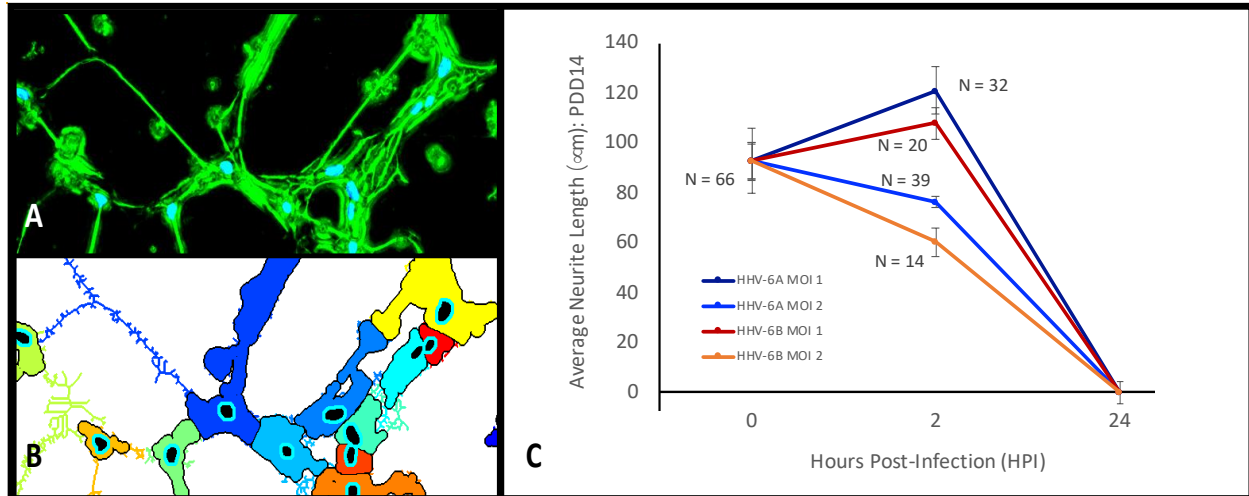 A
B
C
Average Neurite Length (∝m): PDD14
140
120
100
80
60
40
20
0
N = 32
N = 20
N = 66
N = 39
N = 14
HHV-6A MOI 1
HHV-6A MOI 2
HHV-6B MOI 1
HHV-6B MOI 2
0 2 24
Hours Post-Infection (HPI)